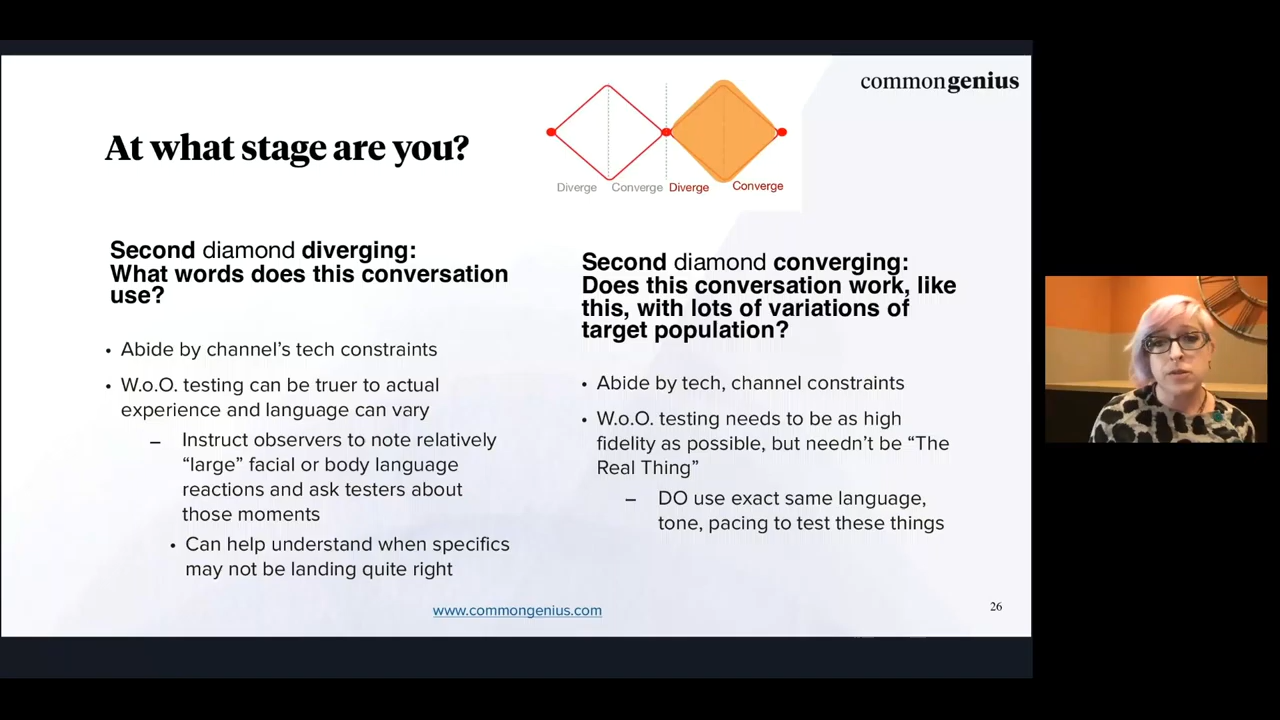 commongenius
At what stage are you?
Diverge Converge Diverge Converge
Second diamond diverging:
What words does this conversation
use?
• Abide by channel's tech constraints
• W.o.O. testing can be truer to actual
experience and language can vary
– Instruct observers to note relatively
“large” facial or body language
reactions and ask testers about
those moments
• Can help understand when specifics
may not be landing quite right
Second diamond converging:
Does this conversation work, like
this, with lots of variations of
target population?
• Abide by tech, channel constraints
• W.o.O. testing needs to be as high
fidelity as possible, but needn't be “The
Real Thing”
– DO use exact same language,
tone, pacing to test these things
www.commongenius.com
26